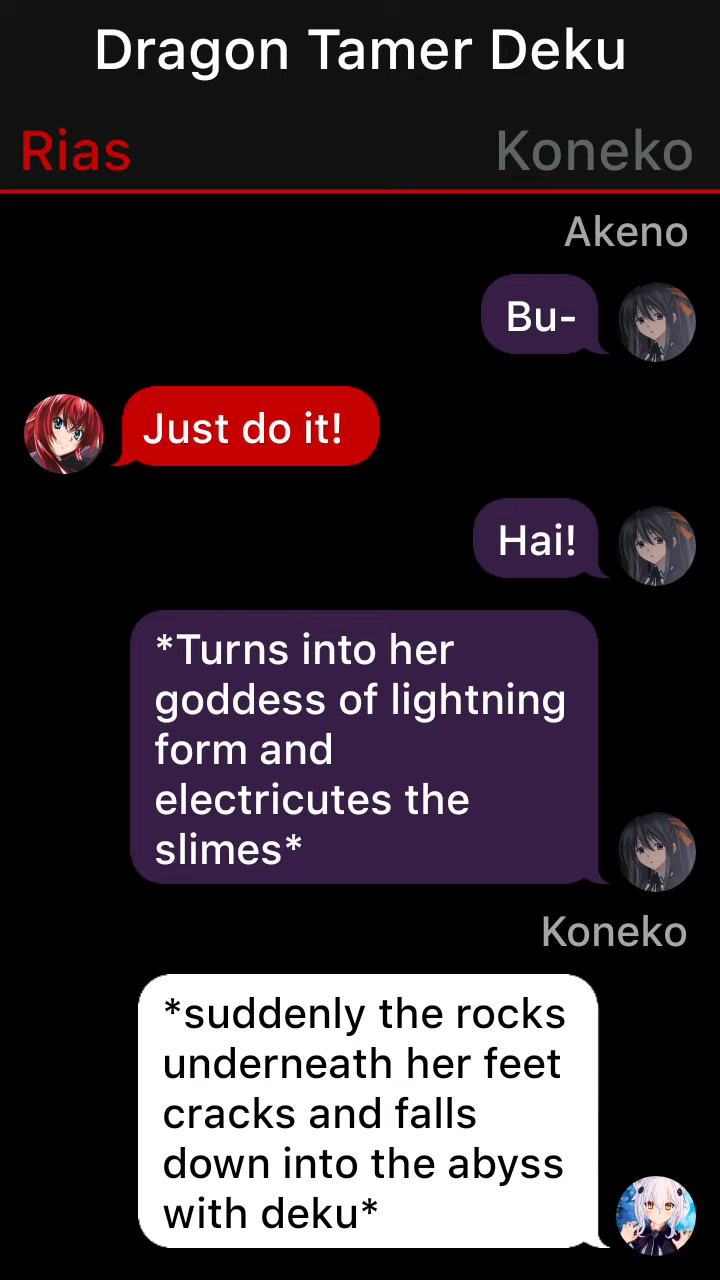 Dragon Tamer Deku
Rias Koneko
Akeno
Bu-
Just do it!
Hai!
*Turns into her
goddess of lightning
form and
electricutes the
slimes*
Koneko
*suddenly the rocks
underneath her feet
cracks and falls
down into the abyss
with deku*